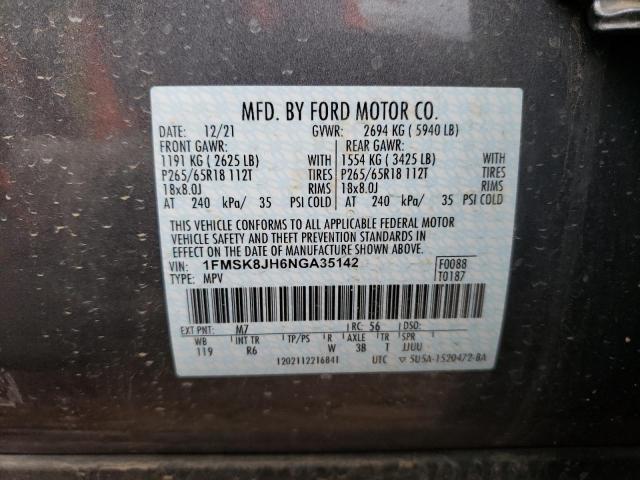 MFD. BY FORD MOTOR CO.
DATE: 12/21 GVWR: 2694 KG ( 5940 LB)
FRONT GAWR: REAR GAWR:
1191 KG ( 2625 LB) WITH 1554 KG ( 3425 LB) WITH
P265/65R18 112T TIRES P265/65R18 112T TIRES
18x8.0J RIMS 18x8.0J RIMS
AT 240 kPa/ 35 PSI COLD AT 240 kPa/ 35 PSI COLD
THIS VEHICLE CONFORMS TO ALL APPLICABLE FEDERAL MOTOR
VEHICLE SAFETY AND THEFT PREVENTION STANDARDS IN
EFFECT ON THE DATE OF MANUFACTURE SHOWN ABOVE.
VIN: 1FMSK8JH6NGA35142 F0088
TYPE: MPV T0187
EXT PNT: M7 RC: 56 DSO:
WB INT TR TP/PS R AXLE TR SPR
119 R6 W 3B T JJUU
1202112216841 UTC 5U5A-1520472-BA